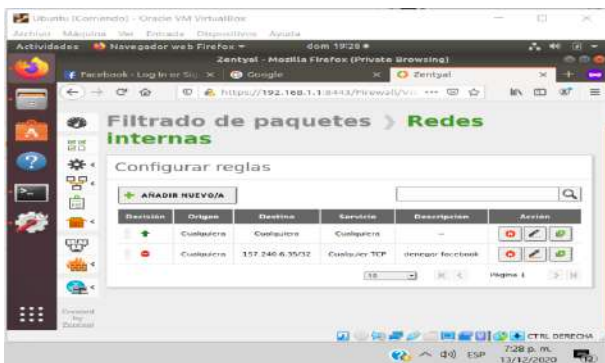 Ubuntu [Corriendo] - Oracle VM VirtualBox
Archivo Máquina Ver Entrada Dispositivos Ayuda
Actividades Navegador web Firefox dom 19:28
Zentyal - Mozilla Firefox (Private Browsing)
Facebook - Log In or Sig Google Zentyal
https://192.168.1.1:8443/Firewall/
Filtrado de paquetes Redes internas
Configurar reglas
AÑADIR NUEVO/A
Decisión Origen Destino Servicio Descripción Acción
Cualquiera Cualquiera Cualquiera --
Cualquiera 157.240.6.35/32 Cualquier TCP denegar facebook
10 Página 1
Created by Zentyal
CTRL DERECHA
ESP 7:28 p. m.
13/12/2020